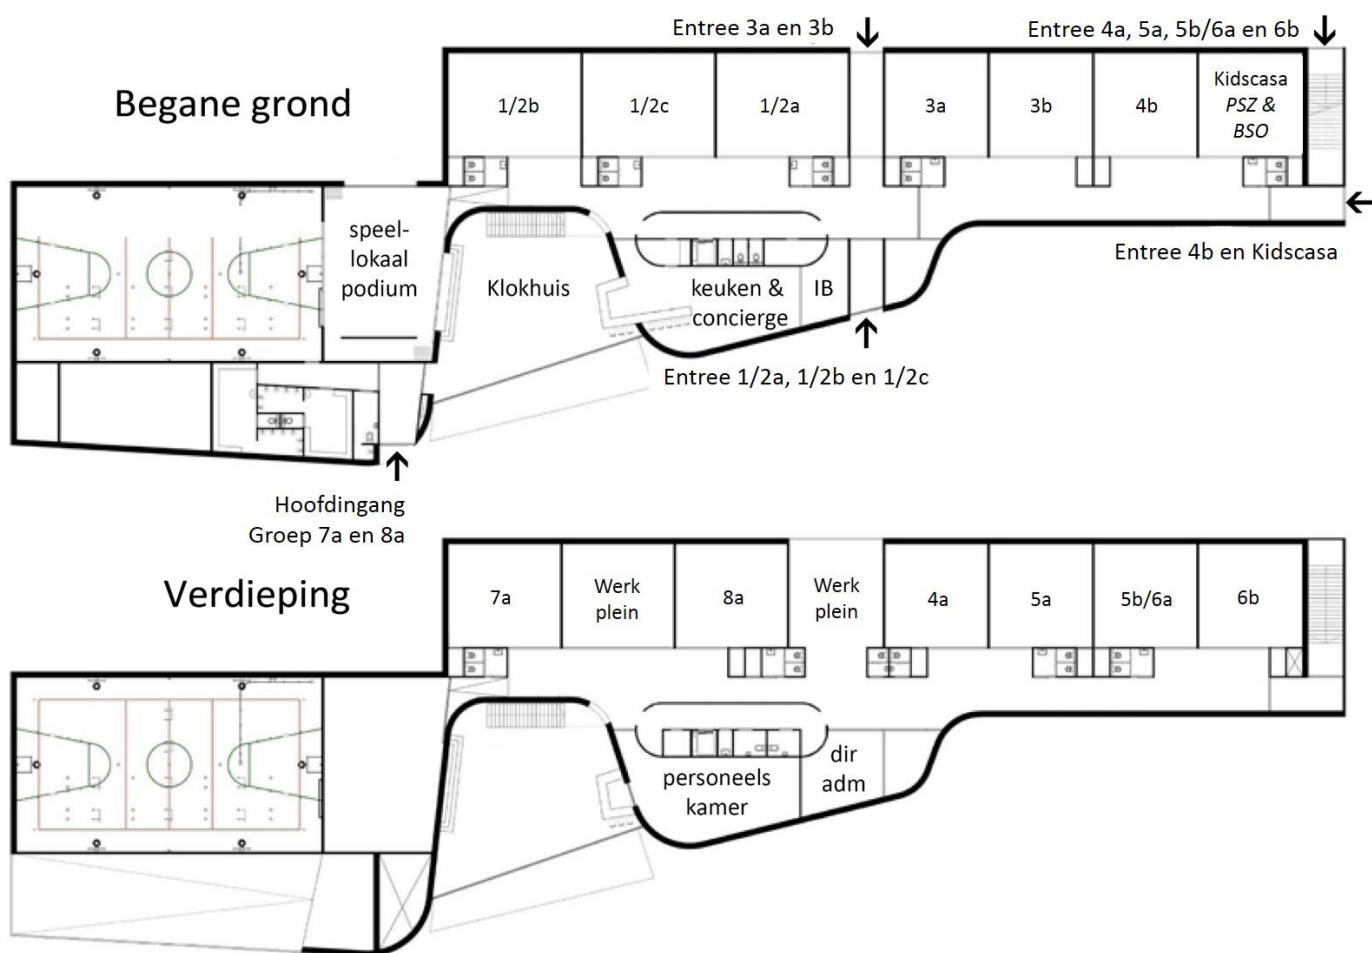 Entree 3a en 3b
Entree 4a, 5a, 5b/6a en 6b
Begane grond
1/2b
1/2c
1/2a
3a
3b
4b
Kidscasa
PSZ &
BSO
speel-
lokaal
podium
Klokhuis
keuken &
concierge
IB
Entree 4b en Kidscasa
Entree 1/2a, 1/2b en 1/2c
Hoofdingang
Groep 7a en 8a
Verdieping
7a
Werk
plein
8a
Werk
plein
4a
5a
5b/6a
6b
personeels
kamer
dir
adm